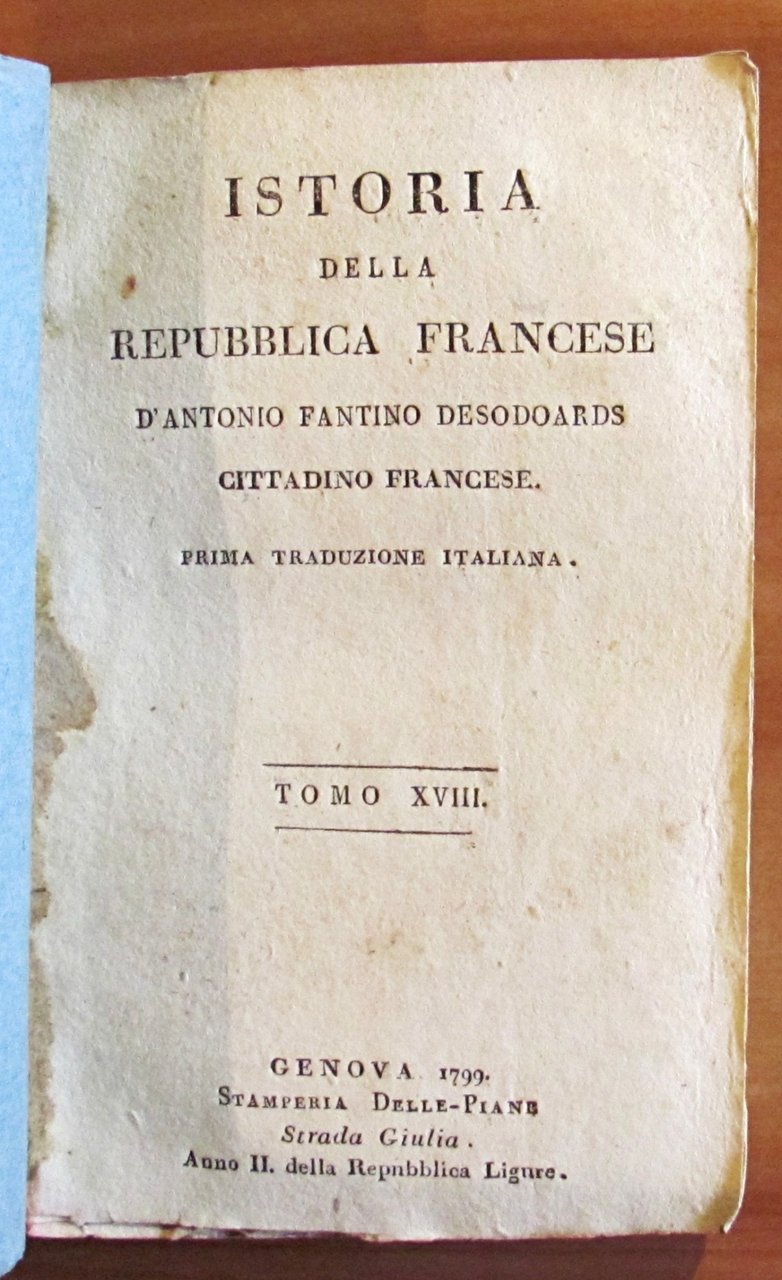 ISTORIA
DELLA
REPUBBLICA FRANCESE
D'ANTONIO FANTINO DESODOARDS
CITTADINO FRANCESE.
PRIMA TRADUZIONE ITALIANA.
TOMO XVIII.
GENOVA 1799.
STAMPERIA DELLE-PIANE
Strada Giulia.
Anno II. della Repubblica Ligure.